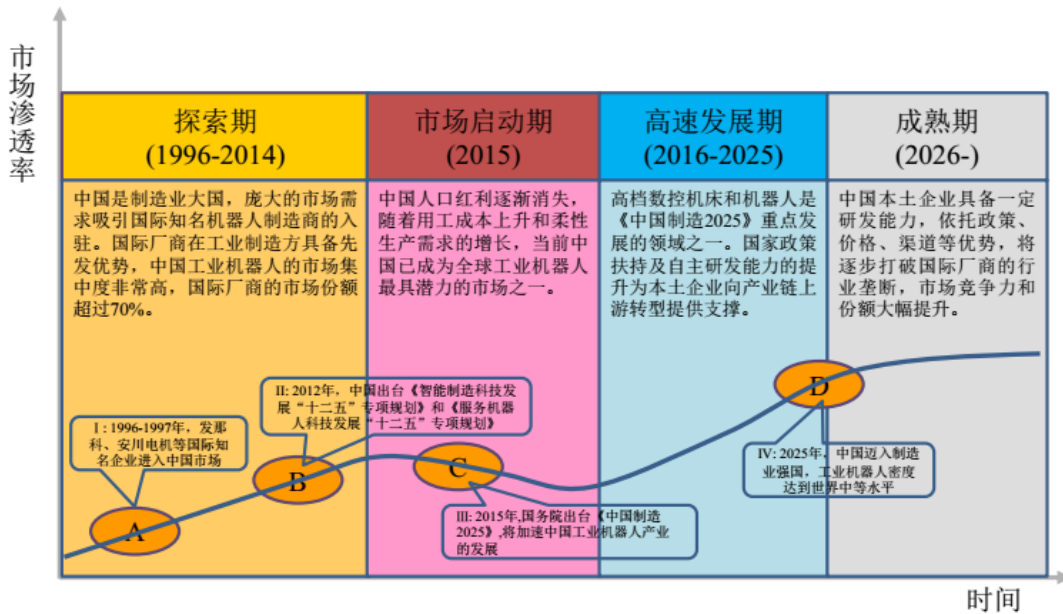 市场渗透率
探索期
(1996-2014)
市场启动期
(2015)
高速发展期
(2016-2025)
成熟期
(2026-)
中国是制造业大国，庞大的市场需
求吸引国际知名机器人制造商的入
驻。国际厂商在工业制造方具备先
发优势，中国工业机器人的市场集
中度非常高，国际厂商的市场份额
超过70%。
中国人口红利逐渐消失，
随着用工成本上升和柔性
生产需求的增长，当前中
国已成为全球工业机器人
最具潜力的市场之一。
高档数控机床和机器人是
《中国制造2025》重点发
展的领域之一。国家政策
扶持及自主研发能力的提
升为本土企业向产业链上
游转型提供支撑。
中国本土企业具备一定
研发能力，依托政策、
价格、渠道等优势，将
逐步打破国际厂商的行
业垄断，市场竞争力和
份额大幅提升。
I : 1996-1997年，发那
科、安川电机等国际知
名企业进入中国市场
A
II: 2012年，中国出台《智能制造科技发
展“十二五”专项规划》和《服务机器
人科技发展“十二五”专项规划》
B
C
III: 2015年,国务院出台《中国制造
2025》,将加速中国工业机器人产业
的发展
D
IV: 2025年，中国迈入制造
业强国，工业机器人密度
达到世界中等水平
时间